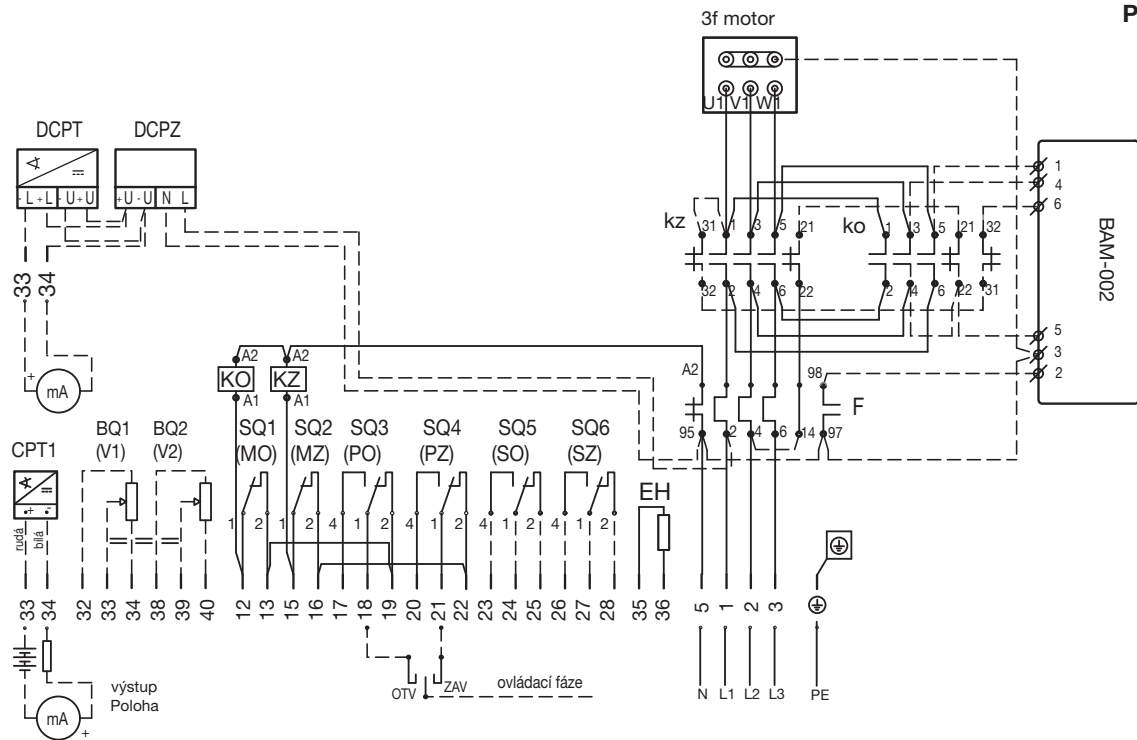 P
3f motor
U1 V1 W1
DCPT DCPZ
- L + L - U + U +U -U N L
33 34
+ mA
kz 31 1 3 5 21
32 2 4 6 22
ko 1 3 5 21 32
2 4 6 22 31
1
4
6
BAM-002
5
3
2
A2 98
F
95 2 4 6 14 97
A2 A2
KO KZ
A1 A1
CPT1
+ -
rudá
bílá
BQ1 BQ2
(V1) (V2)
SQ1 SQ2 SQ3 SQ4 SQ5 SQ6
(MO) (MZ) (PO) (PZ) (SO) (SZ)
1 2 1 2 4 1 2 4 1 2 4 1 2 4 1 2
EH
33 34 32 33 34 38 39 40 12 13 15 16 17 18 19 20 21 22 23 24 25 26 27 28 35 36 5 1 2 3
výstup
Poloha
mA
+
OTV ZAV
ovládací fáze
N L1 L2 L3 PE